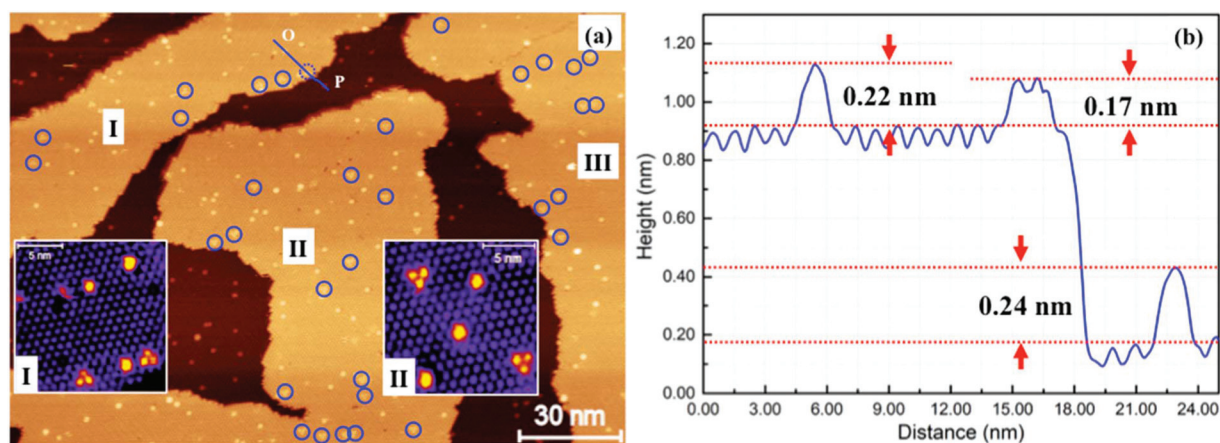 (a)
O
P
I
III
II
5 nm
I
5 nm
II
30 nm
(b)
1.20
1.00
0.80
0.60
0.40
0.20
0.00
Height (nm)
0.22 nm
0.17 nm
0.24 nm
0.00 3.00 6.00 9.00 12.00 15.00 18.00 21.00 24.00
Distance (nm)